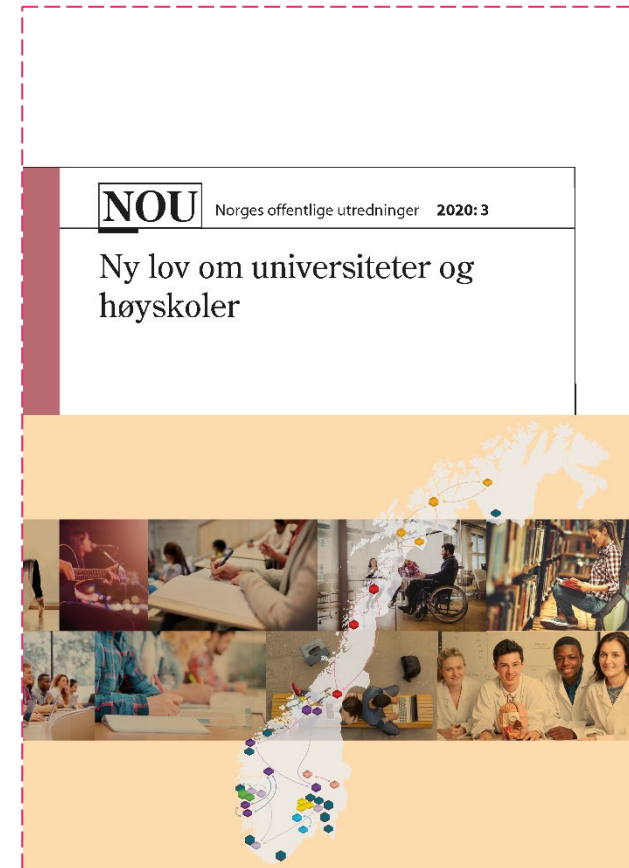 NOU Norges offentlige utredninger 2020: 3
Ny lov om universiteter og
høyskoler